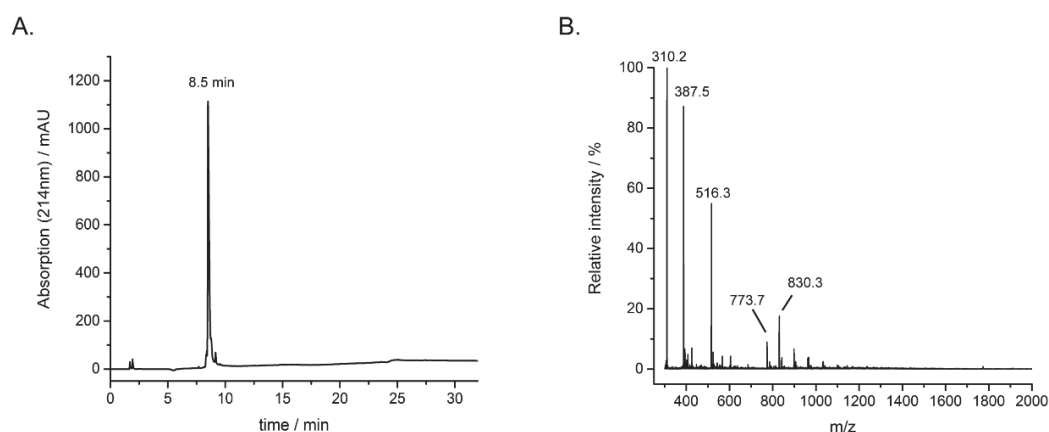 A.
B.
8.5 min
1200
1000
800
600
400
200
0
Absorption (214nm) / mAU
0 5 10 15 20 25 30
time / min
310.2
387.5
516.3
773.7
830.3
100
80
60
40
20
0
Relative intensity / %
400 600 800 1000 1200 1400 1600 1800 2000
m/z